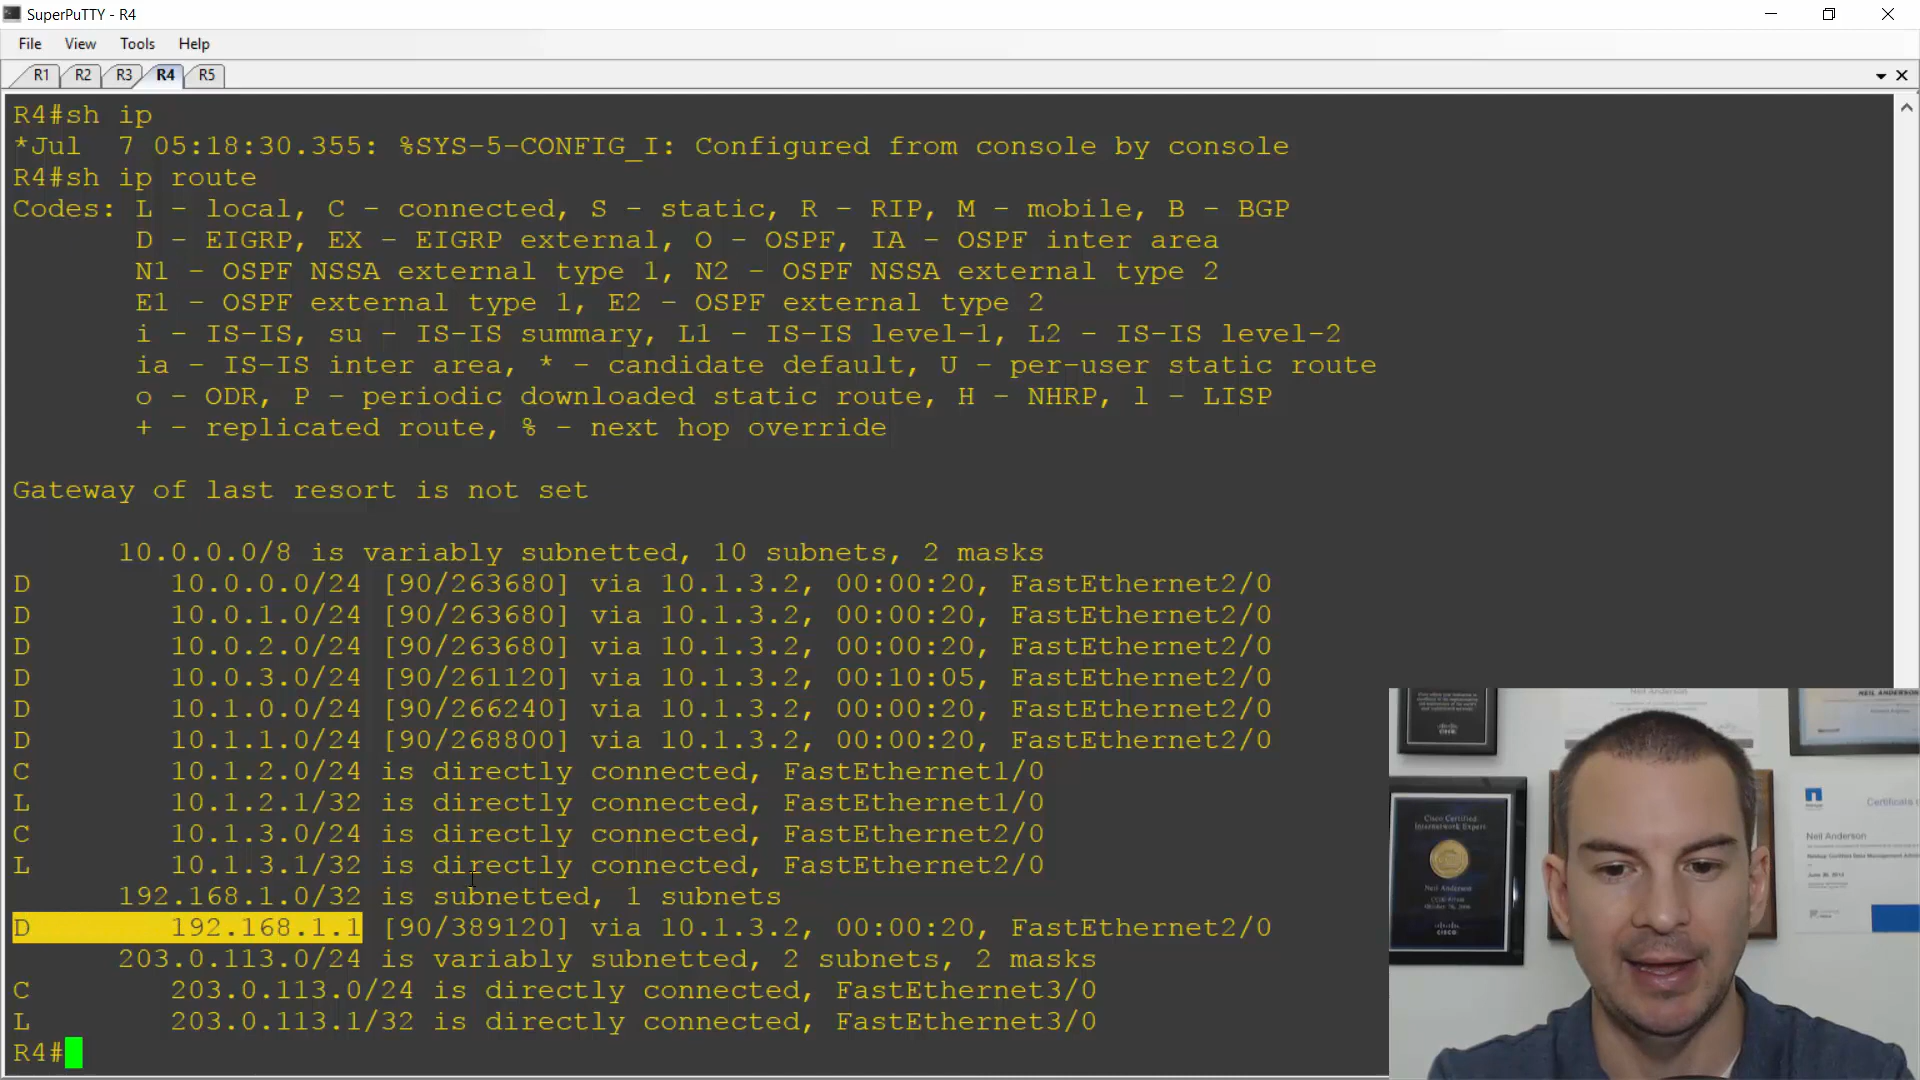 SuperPuTTY - R4
File View Tools Help
R1 R2 R3 R4 R5
R4#sh ip
*Jul  7 05:18:30.355: %SYS-5-CONFIG_I: Configured from console by console
R4#sh ip route
Codes: L - local, C - connected, S - static, R - RIP, M - mobile, B - BGP
D - EIGRP, EX - EIGRP external, O - OSPF, IA - OSPF inter area
N1 - OSPF NSSA external type 1, N2 - OSPF NSSA external type 2
E1 - OSPF external type 1, E2 - OSPF external type 2
i - IS-IS, su - IS-IS summary, L1 - IS-IS level-1, L2 - IS-IS level-2
ia - IS-IS inter area, * - candidate default, U - per-user static route
o - ODR, P - periodic downloaded static route, H - NHRP, l - LISP
+ - replicated route, % - next hop override
Gateway of last resort is not set
10.0.0.0/8 is variably subnetted, 10 subnets, 2 masks
D 10.0.0.0/24 [90/263680] via 10.1.3.2, 00:00:20, FastEthernet2/0
D 10.0.1.0/24 [90/263680] via 10.1.3.2, 00:00:20, FastEthernet2/0
D 10.0.2.0/24 [90/263680] via 10.1.3.2, 00:00:20, FastEthernet2/0
D 10.0.3.0/24 [90/261120] via 10.1.3.2, 00:10:05, FastEthernet2/0
D 10.1.0.0/24 [90/266240] via 10.1.3.2, 00:00:20, FastEthernet2/0
D 10.1.1.0/24 [90/268800] via 10.1.3.2, 00:00:20, FastEthernet2/0
C 10.1.2.0/24 is directly connected, FastEthernet1/0
L 10.1.2.1/32 is directly connected, FastEthernet1/0
C 10.1.3.0/24 is directly connected, FastEthernet2/0
L 10.1.3.1/32 is directly connected, FastEthernet2/0
192.168.1.0/32 is subnetted, 1 subnets
D 192.168.1.1 [90/389120] via 10.1.3.2, 00:00:20, FastEthernet2/0
203.0.113.0/24 is variably subnetted, 2 subnets, 2 masks
C 203.0.113.0/24 is directly connected, FastEthernet3/0
L 203.0.113.1/32 is directly connected, FastEthernet3/0
R4#
Neil Anderson
NEIL ANDERSON
Cisco Certified
Internetwork Expert
Neil Anderson
CISCO
Certificate
Neil Anderson